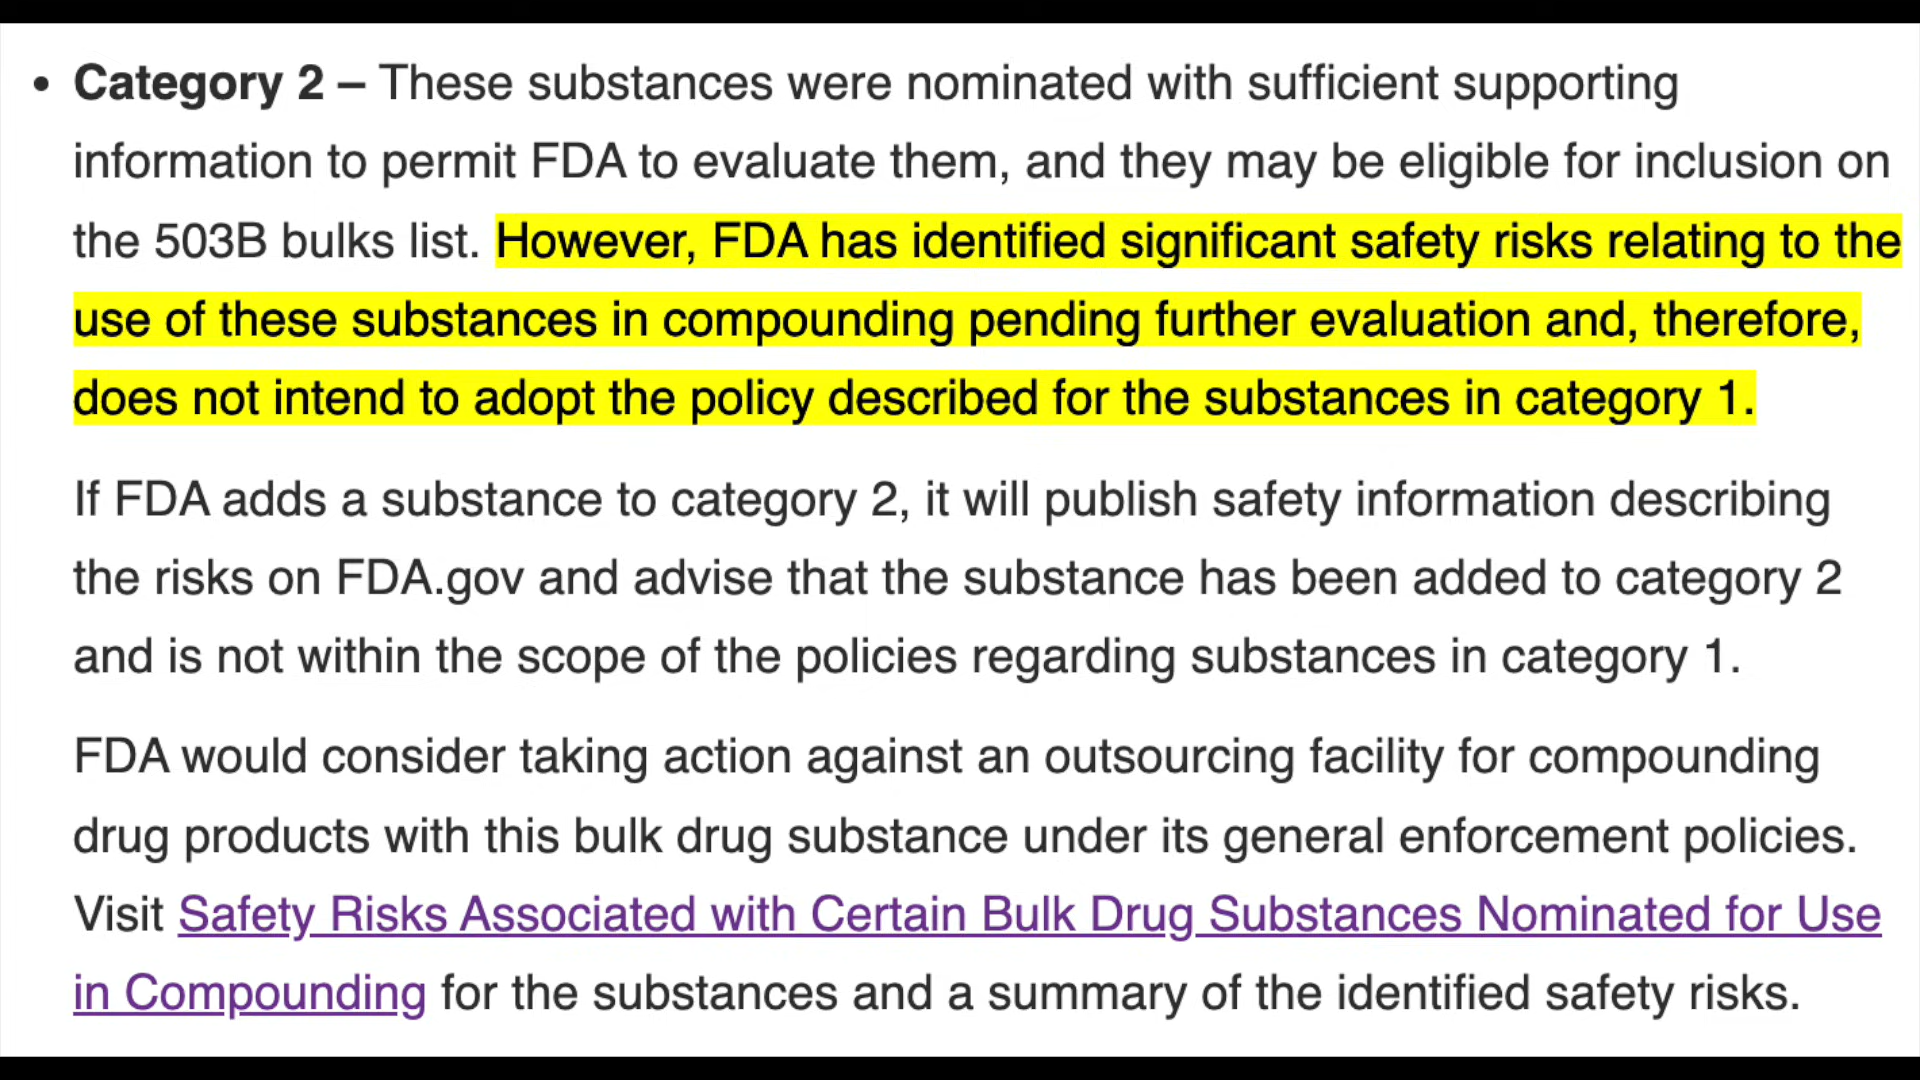 • Category 2 – These substances were nominated with sufficient supporting
information to permit FDA to evaluate them, and they may be eligible for inclusion on
the 503B bulks list. However, FDA has identified significant safety risks relating to the
use of these substances in compounding pending further evaluation and, therefore,
does not intend to adopt the policy described for the substances in category 1.
If FDA adds a substance to category 2, it will publish safety information describing
the risks on FDA.gov and advise that the substance has been added to category 2
and is not within the scope of the policies regarding substances in category 1.
FDA would consider taking action against an outsourcing facility for compounding
drug products with this bulk drug substance under its general enforcement policies.
Visit Safety Risks Associated with Certain Bulk Drug Substances Nominated for Use
in Compounding for the substances and a summary of the identified safety risks.